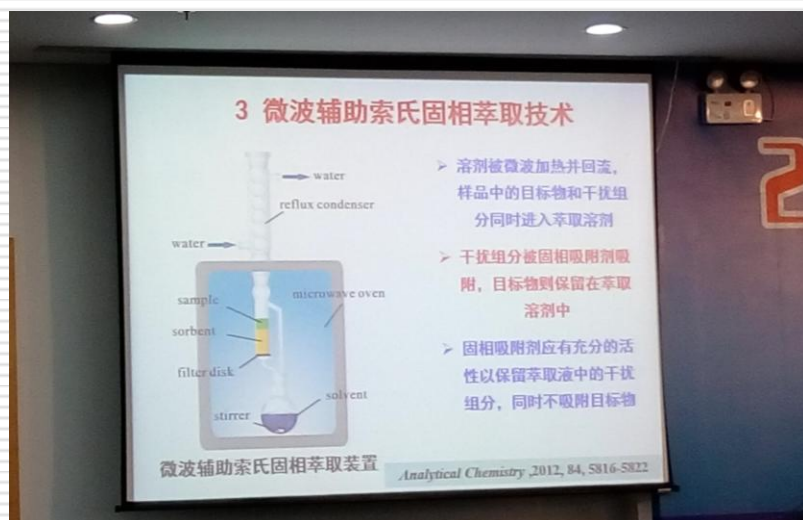 3 微波辅助索氏固相萃取技术
water
reflux condenser
water
sample
microwave oven
sorbent
filter disk
solvent
stirrer
微波辅助索氏固相萃取装置
➢ 溶剂被微波加热并回流，
样品中的目标物和干扰组
分同时进入萃取溶剂
➢ 干扰组分被固相吸附剂吸
附，目标物则保留在萃取
溶剂中
➢ 固相吸附剂应有充分的活
性以保留萃取液中的干扰
组分，同时不吸附目标物
Analytical Chemistry ,2012, 84, 5816-5822
2